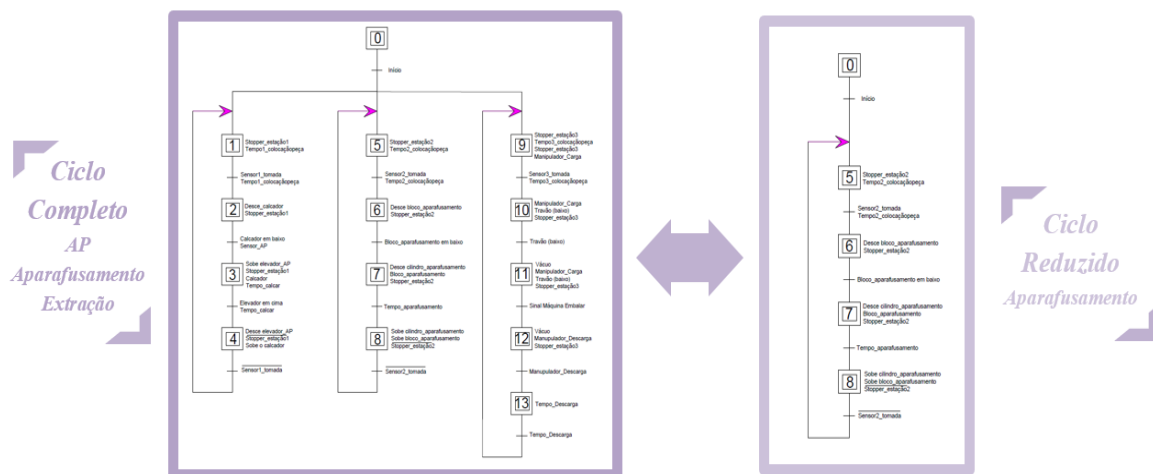 Ciclo
Completo
AP
Aparafusamento
Extração
0
Início
1
Stopper_estação1
Tempo1_colocaçãopeça
Sensor1_tomada
Tempo1_colocaçãopeça
2
Desce_calcador
Stopper_estação1
Calcador em baixo
Sensor_AP
3
Sobe elevador_AP
Stopper_estação1
Calcador
Tempo_calcar
Elevador em cima
Tempo_calcar
4
Desce elevador_AP
Stopper_estação1
Sobe o calcador
Sensor1_tomada
5
Stopper_estação2
Tempo2_colocaçãopeça
Sensor2_tomada
Tempo2_colocaçãopeça
6
Desce bloco_aparafusamento
Stopper_estação2
Bloco_aparafusamento em baixo
7
Desce cilindro_aparafusamento
Bloco_aparafusamento
Stopper_estação2
Tempo_aparafusamento
8
Sobe cilindro_aparafusamento
Sobe bloco_aparafusamento
Stopper_estação2
Sensor2_tomada
9
Stopper_estação3
Tempo3_colocaçãopeça
Stopper_estação3
Manipulador_Carga
Sensor3_tomada
Tempo3_colocaçãopeça
10
Manipulador_Carga
Travão (baixo)
Stopper_estação3
Travão (baixo)
11
Vácuo
Manipulador_Carga
Travão (baixo)
Stopper_estação3
Sinal Máquina Embalar
12
Vácuo
Manipulador_Descarga
Stopper_estação3
Manupulador_Descarga
13
Tempo_Descarga
Tempo_Descarga
0
Início
5
Stopper_estação2
Tempo2_colocaçãopeça
Sensor2_tomada
Tempo2_colocaçãopeça
6
Desce bloco_aparafusamento
Stopper_estação2
Bloco_aparafusamento em baixo
7
Desce cilindro_aparafusamento
Bloco_aparafusamento
Stopper_estação2
Tempo_aparafusamento
8
Sobe cilindro_aparafusamento
Sobe bloco_aparafusamento
Stopper_estação2
Sensor2_tomada
Ciclo
Reduzido
Aparafusamento